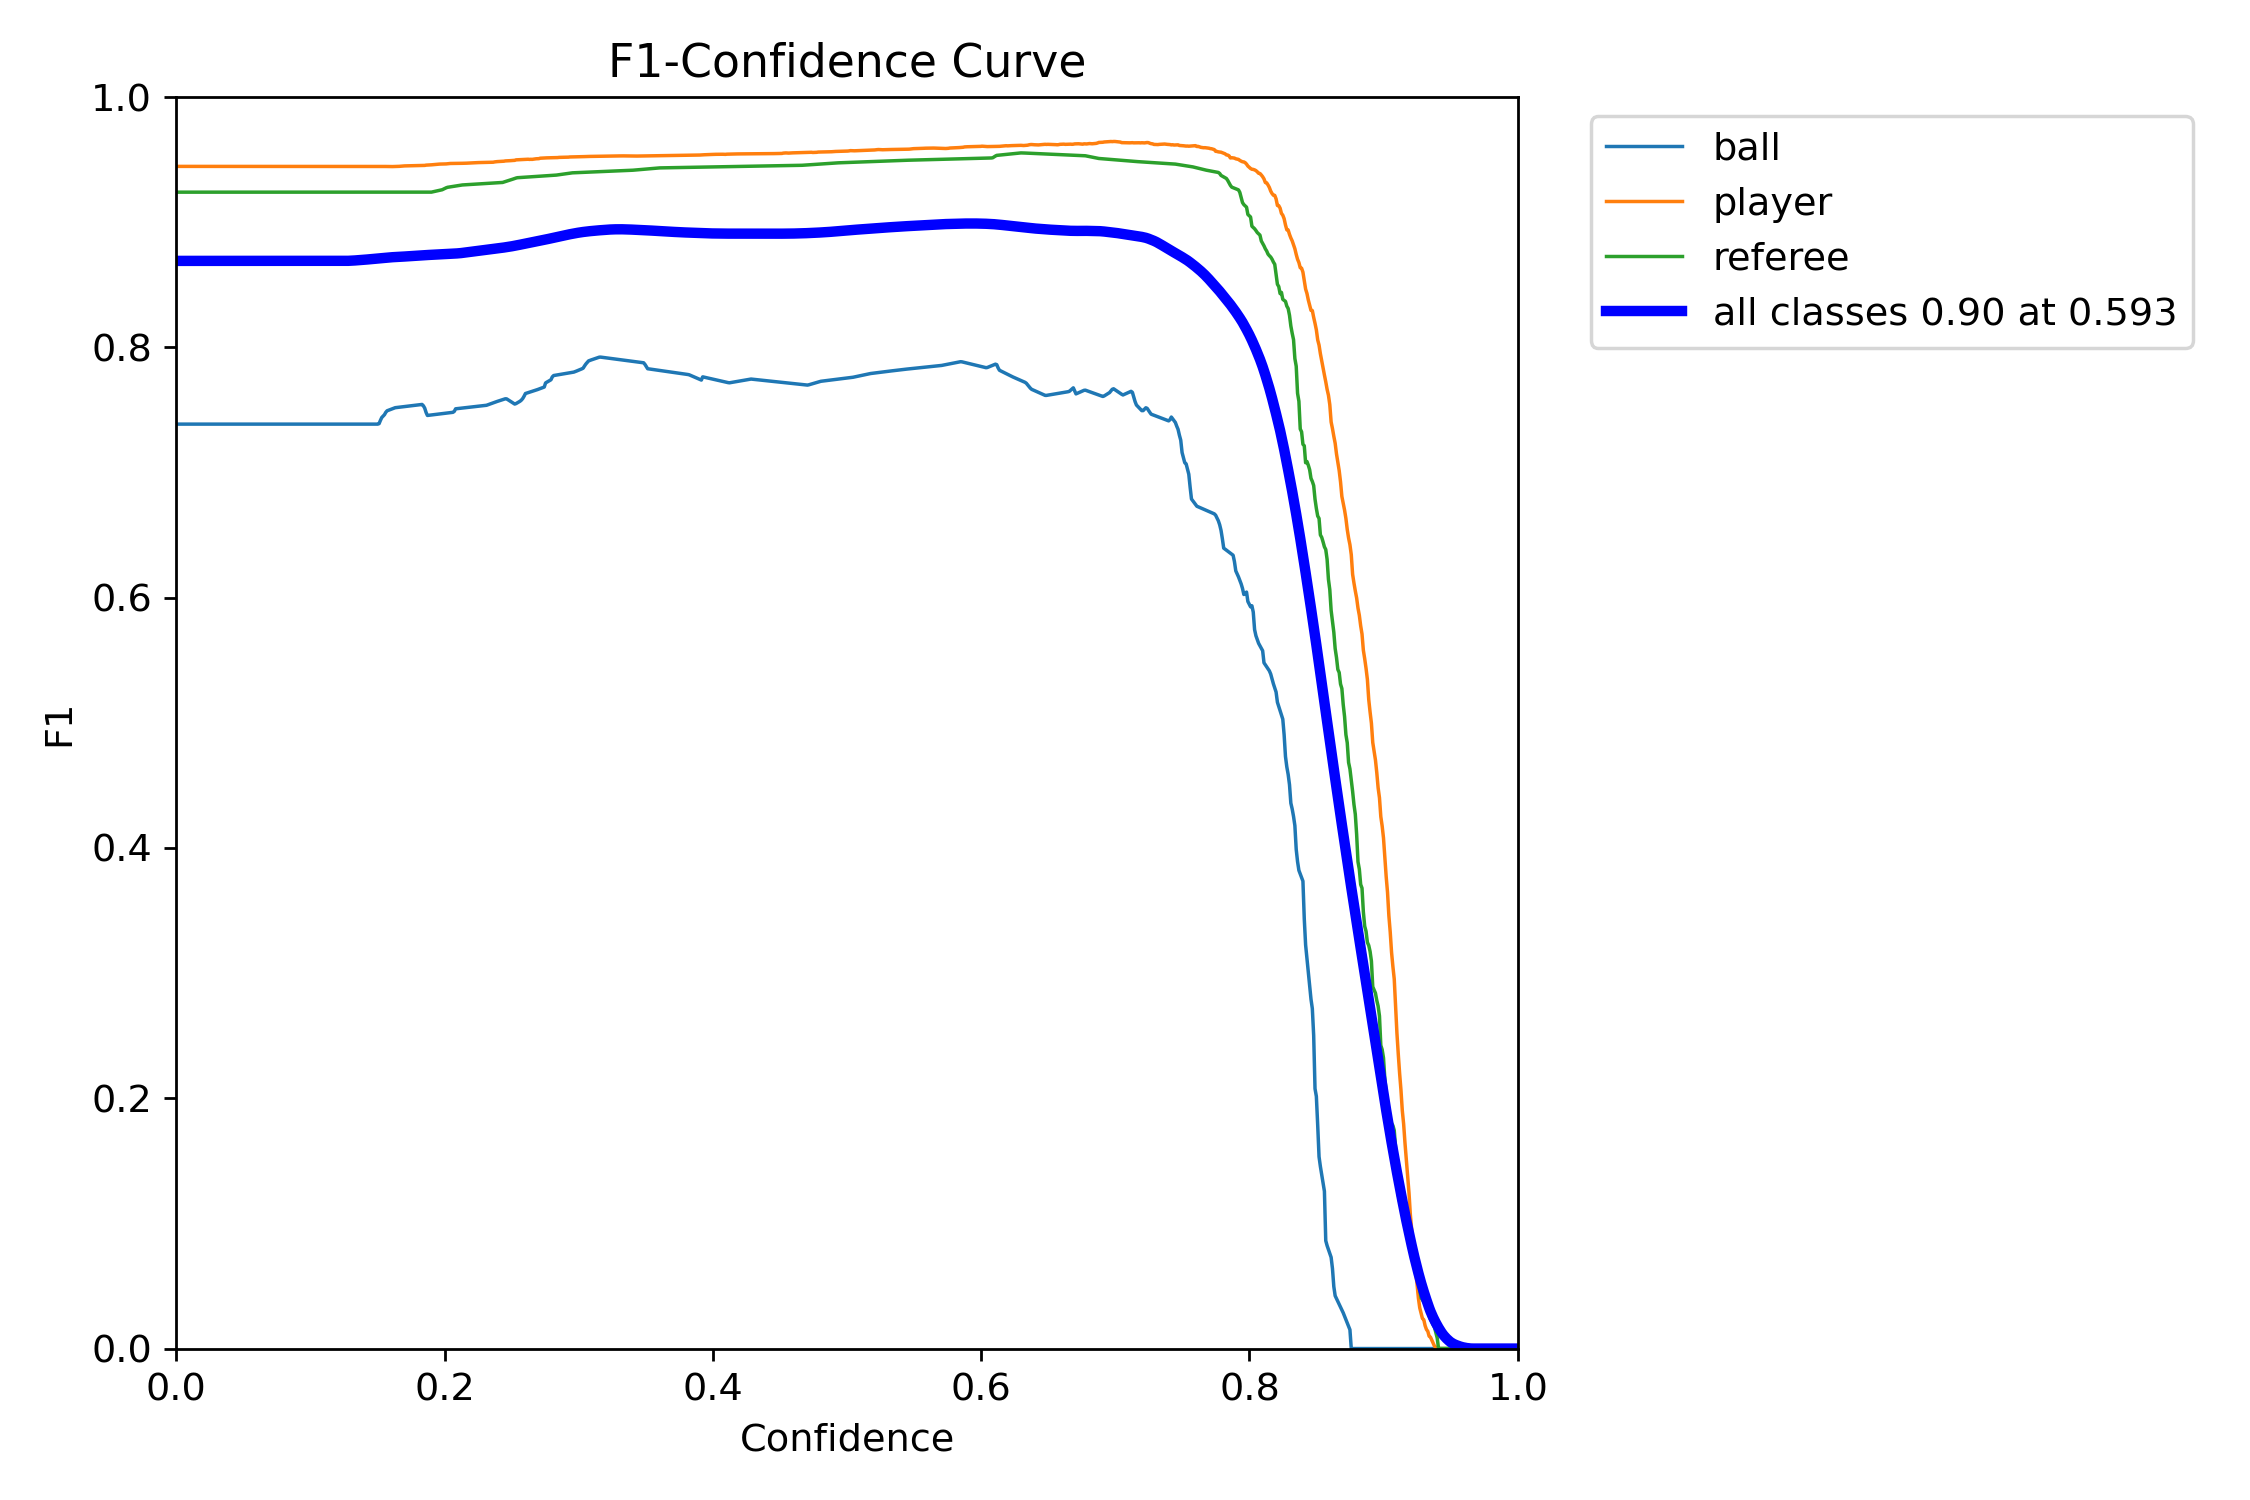 F1-Confidence Curve
1.0
0.8
0.6
0.4
0.2
0.0
F1
0.0 0.2 0.4 0.6 0.8 1.0
Confidence
ball
player
referee
all classes 0.90 at 0.593